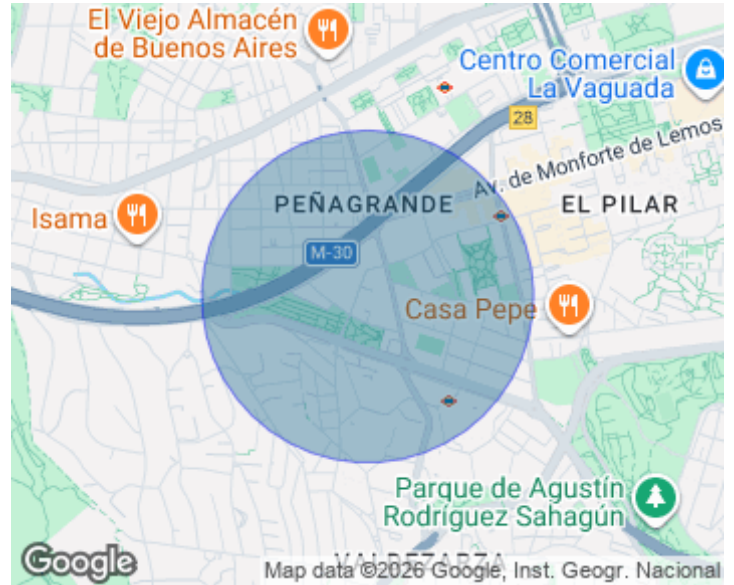 El Viejo Almacén
de Buenos Aires
Centro Comercial
La Vaguada
28
Av. de Monforte de Lemos
PEÑAGRANDE
EL PILAR
Isama
M-30
Casa Pepe
Parque de Agustín
Rodríguez Sahagún
VALDEZARZA
Google
Map data ©2026 Google, Inst. Geogr. Nacional